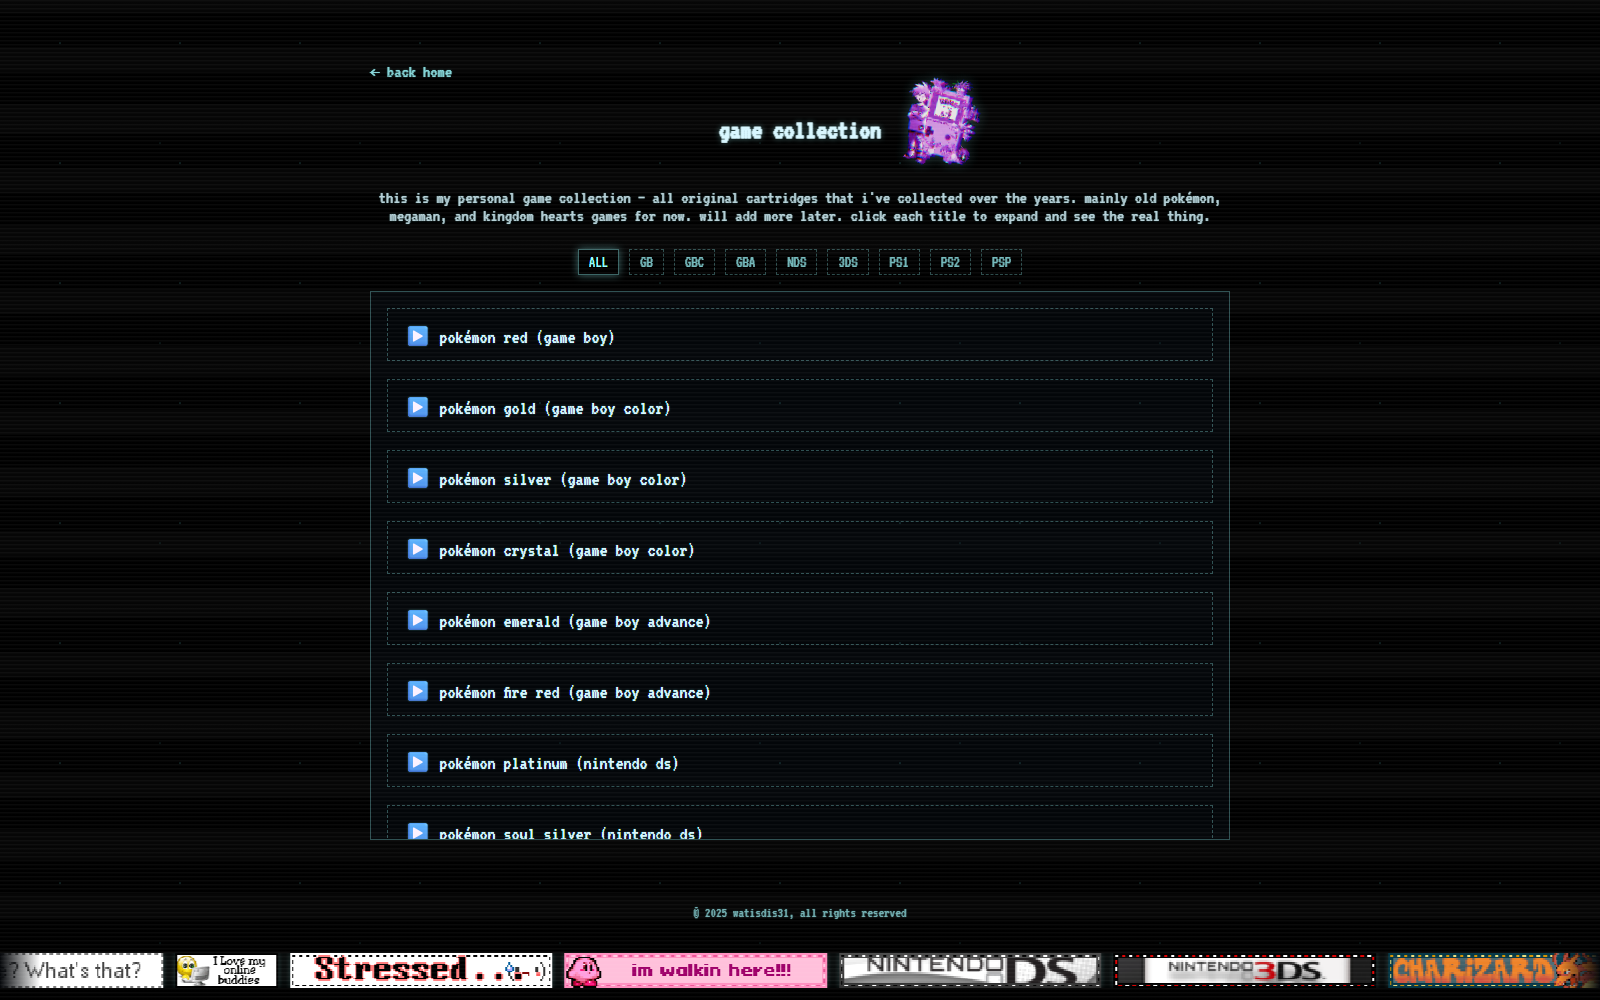 ← back home
game collection
this is my personal game collection – all original cartridges that i've collected over the years. mainly old pokémon,
megaman, and kingdom hearts games for now. will add more later. click each title to expand and see the real thing.
ALL GB GBC GBA NDS 3DS PS1 PS2 PSP
pokémon red (game boy)
pokémon gold (game boy color)
pokémon silver (game boy color)
pokémon crystal (game boy color)
pokémon emerald (game boy advance)
pokémon fire red (game boy advance)
pokémon platinum (nintendo ds)
pokémon soul silver (nintendo ds)
© 2025 watisdis31, all rights reserved
? What's that?
I Love my
online
buddies
Stressed...
im walkin here!!!
NINTENDO DS
NINTENDO 3DS
CHARIZARD